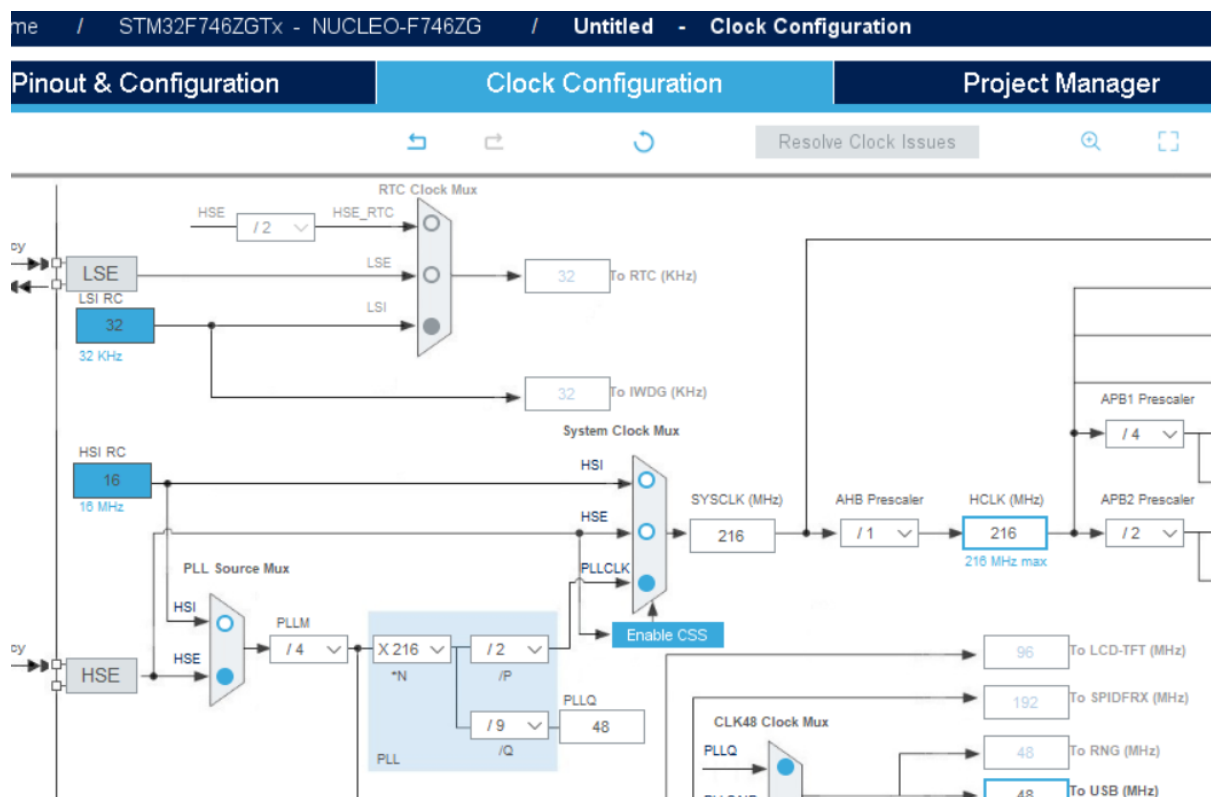 me / STM32F746ZGTx - NUCLEO-F746ZG / Untitled - Clock Configuration
Pinout & Configuration Clock Configuration Project Manager
Resolve Clock Issues
RTC Clock Mux
HSE / 2 HSE_RTC
cy
LSE LSE 32 To RTC (KHz)
LSI RC
LSI
32
32 KHz
32 To IWDG (KHz)
APB1 Prescaler
System Clock Mux
/ 4
HSI RC HSI
16
16 MHz
SYSCLK (MHz) AHB Prescaler HCLK (MHz) APB2 Prescaler
HSE
216 / 1 216 / 2
216 MHz max
PLL Source Mux PLLCLK
HSI
PLLM
Enable CSS
/ 4 X 216 / 2
cy
HSE HSE
*N /P
96 To LCD-TFT (MHz)
PLLQ
192 To SPIDFRX (MHz)
/ 9 48
CLK48 Clock Mux
/Q
PLL
PLLQ
48 To RNG (MHz)
48 To USB (MHz)